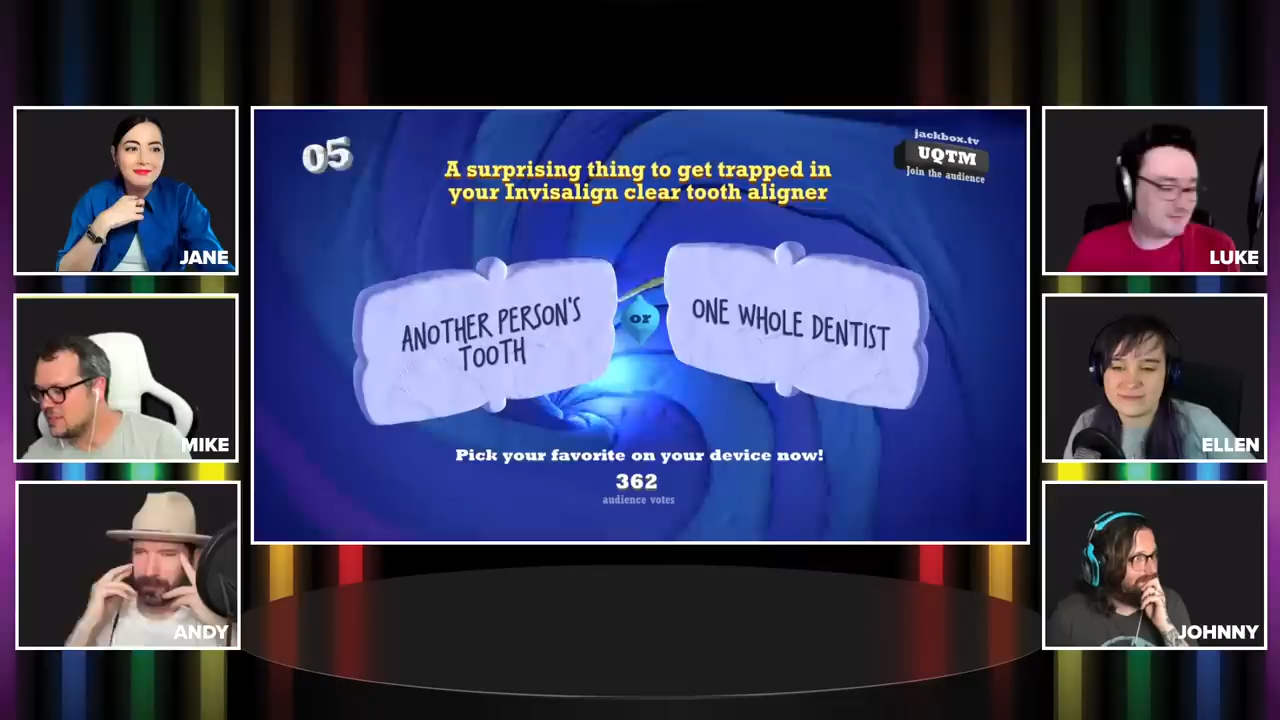 05
A surprising thing to get trapped in
your Invisalign clear tooth aligner
jackbox.tv
UQTM
Join the audience
ANOTHER PERSON'S
TOOTH
or
ONE WHOLE DENTIST
Pick your favorite on your device now!
362
audience votes
JANE
MIKE
ANDY
LUKE
ELLEN
JOHNNY